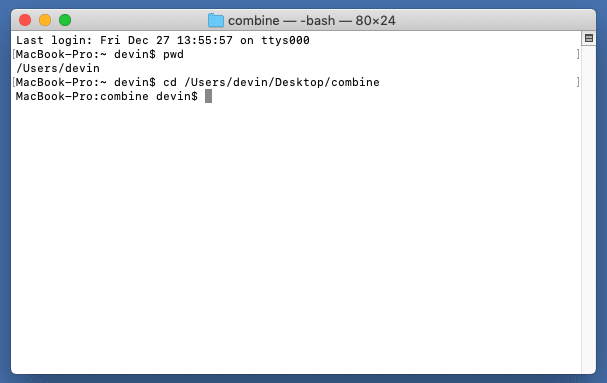 combine — -bash — 80×24
Last login: Fri Dec 27 13:55:57 on ttys000
[MacBook-Pro:~ devin$ pwd ]
/Users/devin
[MacBook-Pro:~ devin$ cd /Users/devin/Desktop/combine ]
MacBook-Pro:combine devin$